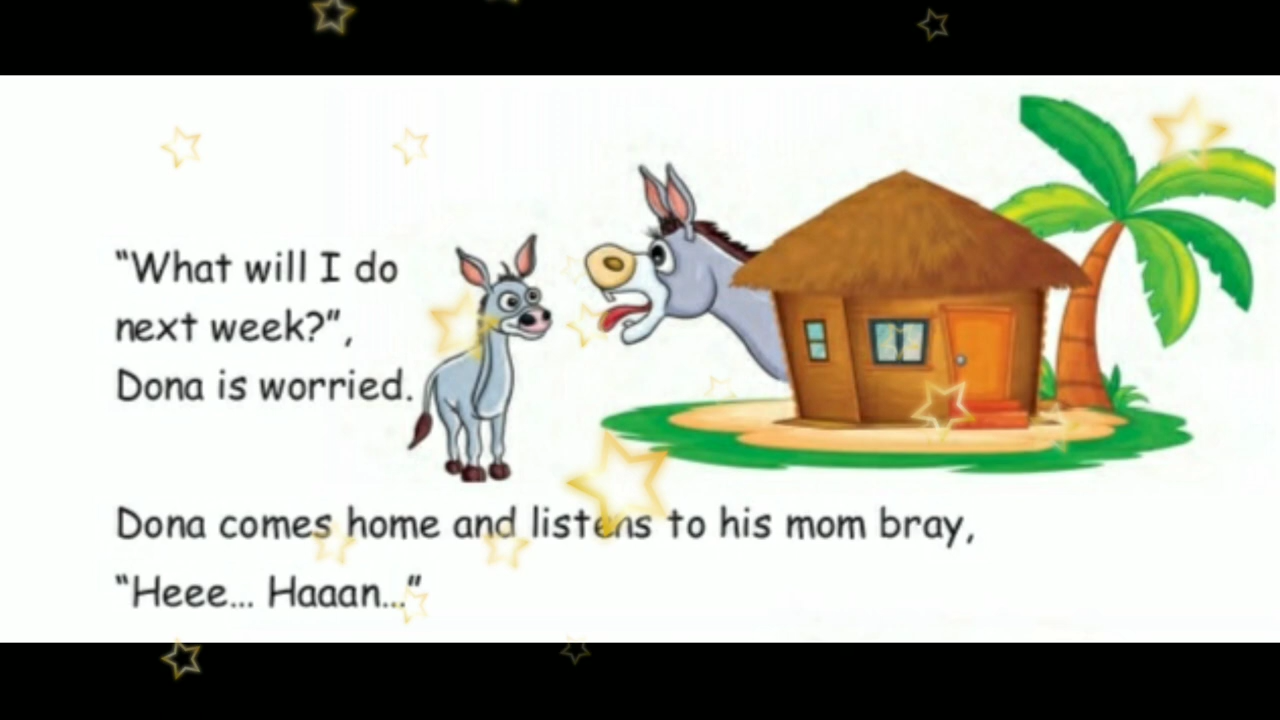 “What will I do
next week?”,
Dona is worried.
Dona comes home and listens to his mom bray,
“Heee... Haaan...”